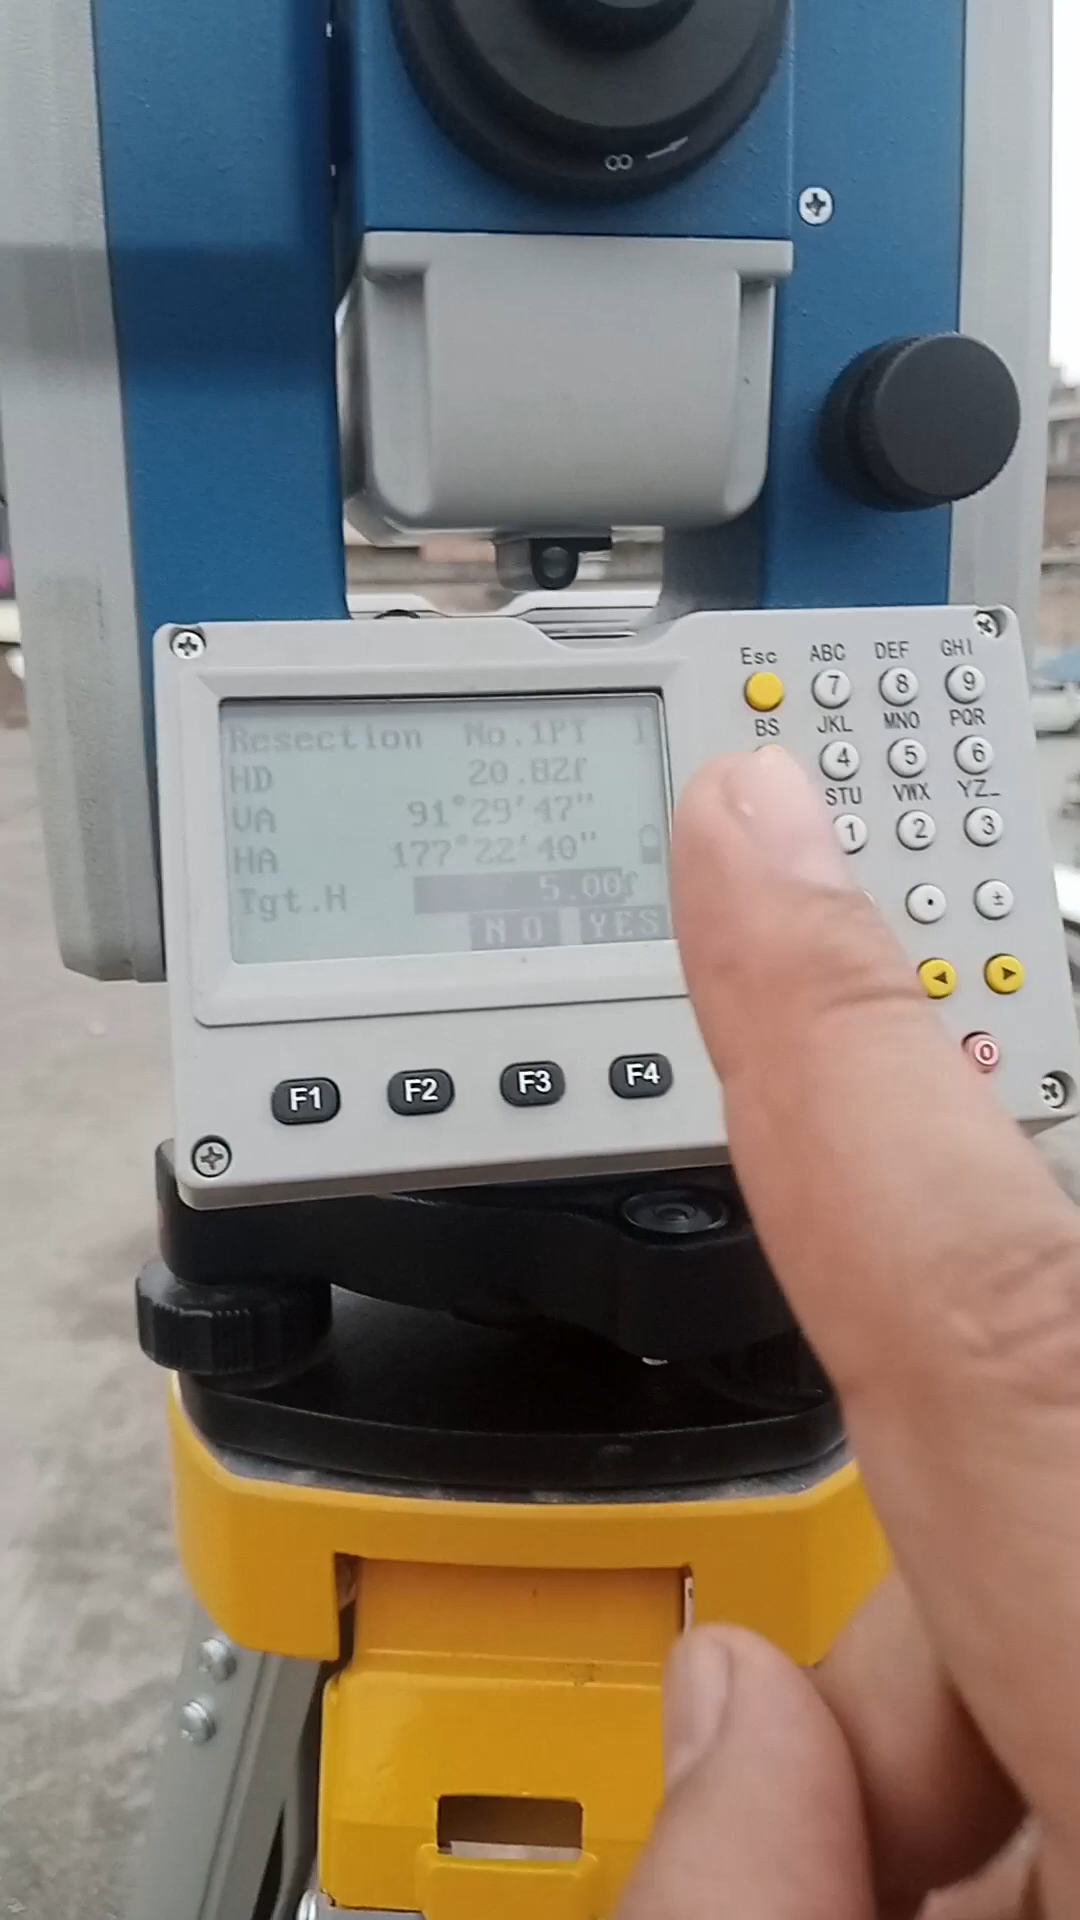 ∞
Resection No.1PT 1
HD 20.82f
VA 91°29'47"
HA 177°22'40"
Tgt.H 5.00f
NO YES
Esc ABC DEF GHI
7 8 9
BS JKL MNO PQR
4 5 6
STU VWX YZ_
1 2 3
• ±
◀ ▶
F1 F2 F3 F4